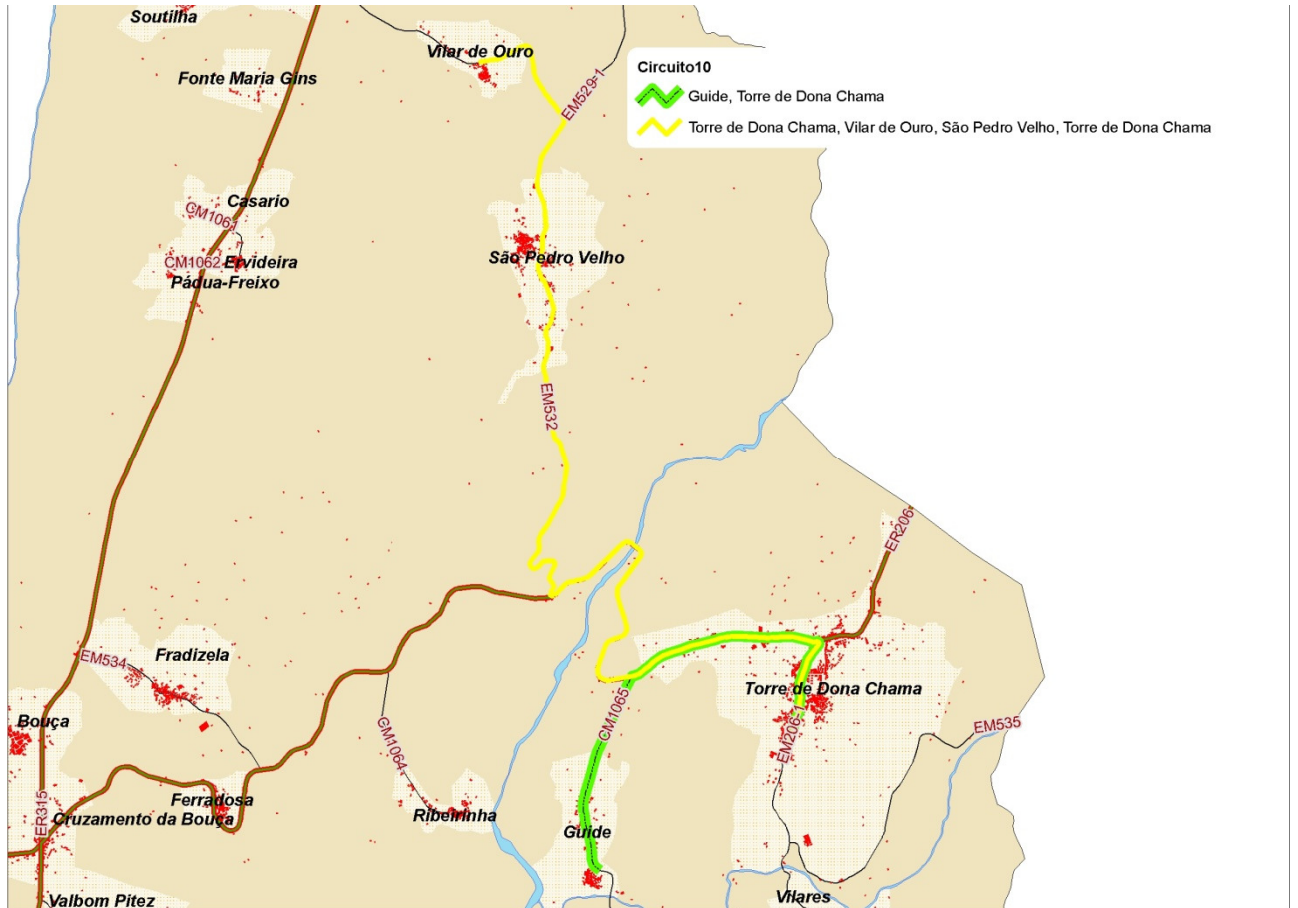 Soutilha
Vilar de Ouro
Fonte Maria Gins
EM529-1
Circuito10
Guide, Torre de Dona Chama
Torre de Dona Chama, Vilar de Ouro, São Pedro Velho, Torre de Dona Chama
Casario
CM1061
CM1062
Ervideira
Pádua-Freixo
São Pedro Velho
EM532
ER206
EM534
Fradizela
CM1065
Torre de Dona Chama
Bouça
EM206-1
EM535
CM1064
Ferradosa
Cruzamento da Bouça
ER315
Ribeirinha
Guide
Valbom Pitez
Vilares